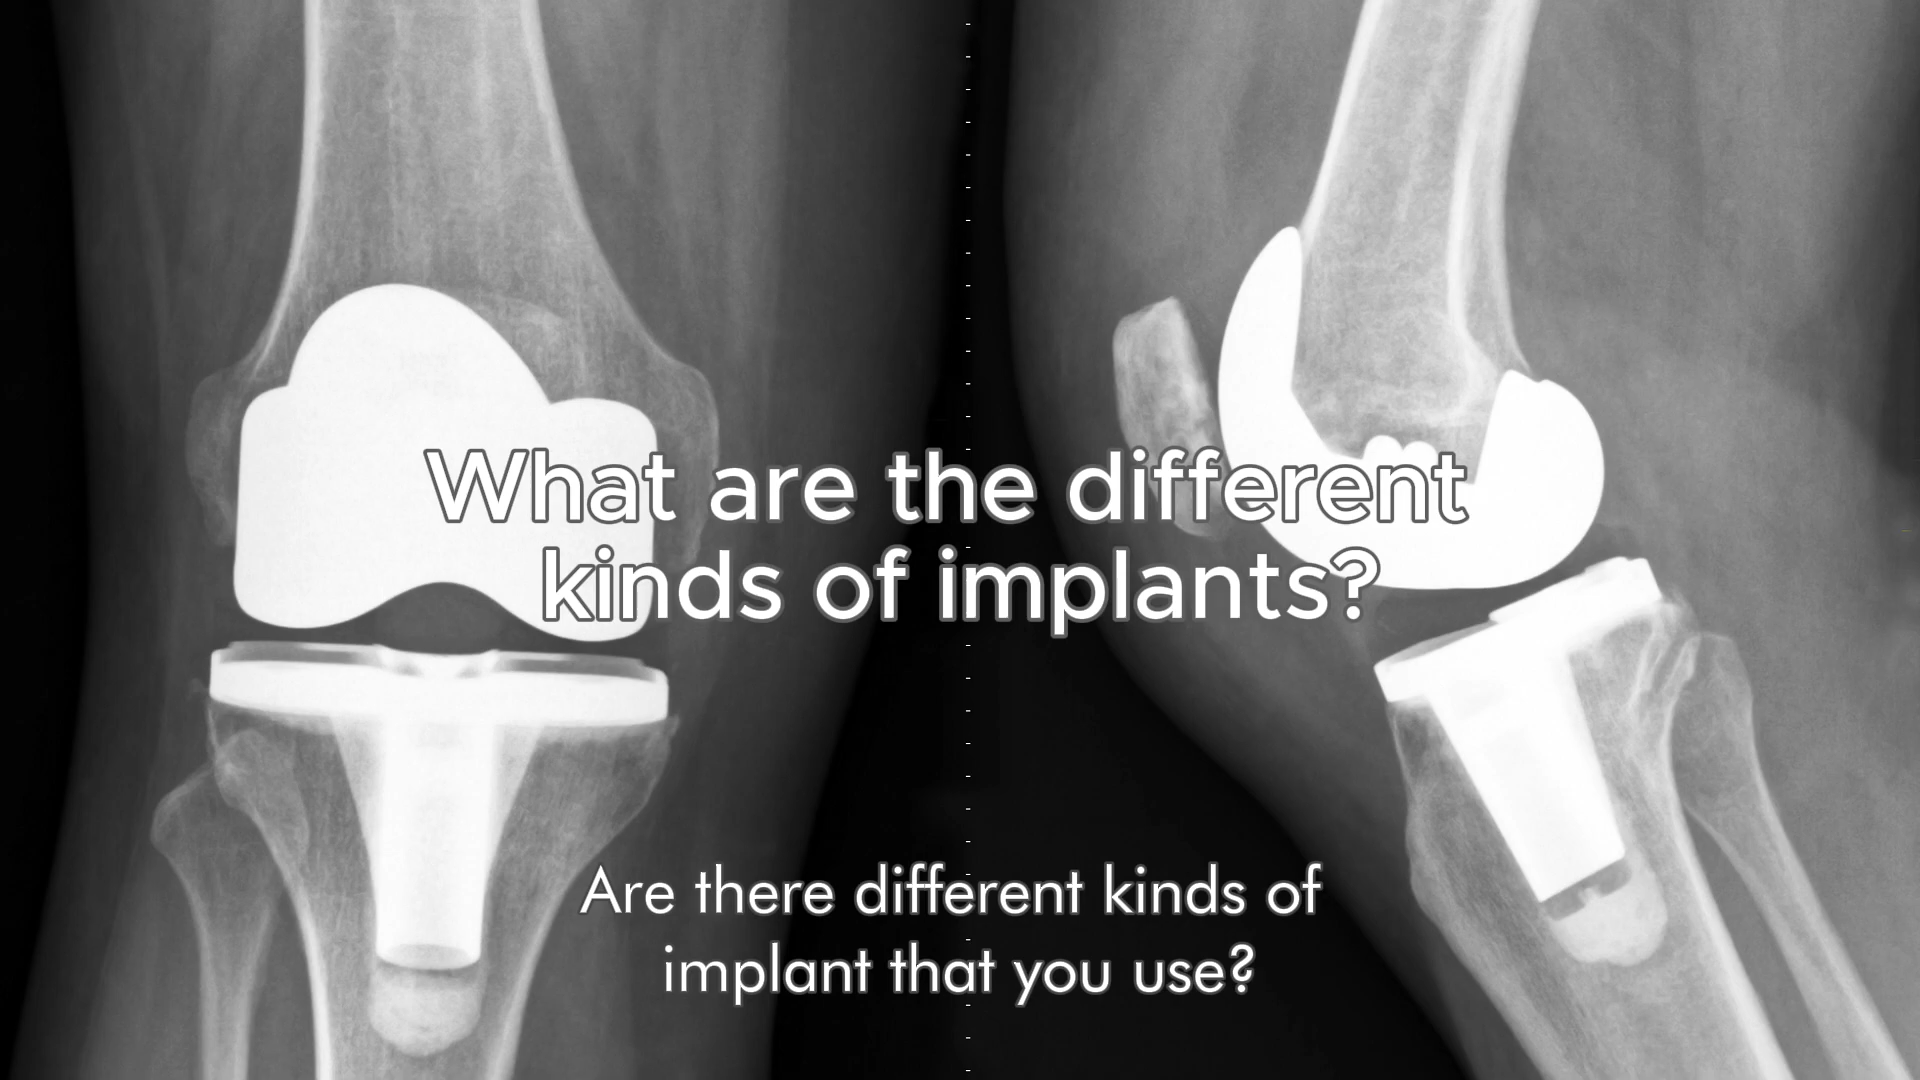 What are the different
kinds of implants?
Are there different kinds of
implant that you use?